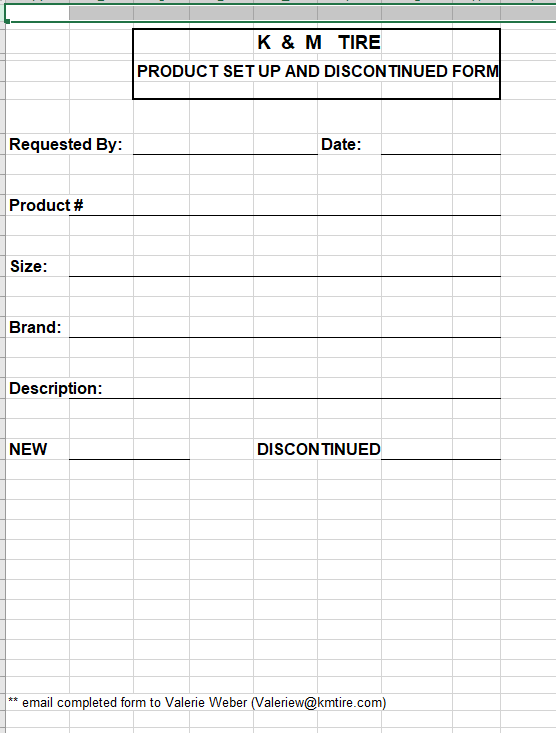 K & M TIRE
PRODUCT SET UP AND DISCONTINUED FORM
Requested By: Date:
Product #
Size:
Brand:
Description:
NEW DISCONTINUED
** email completed form to Valerie Weber (Valeriew@kmtire.com)